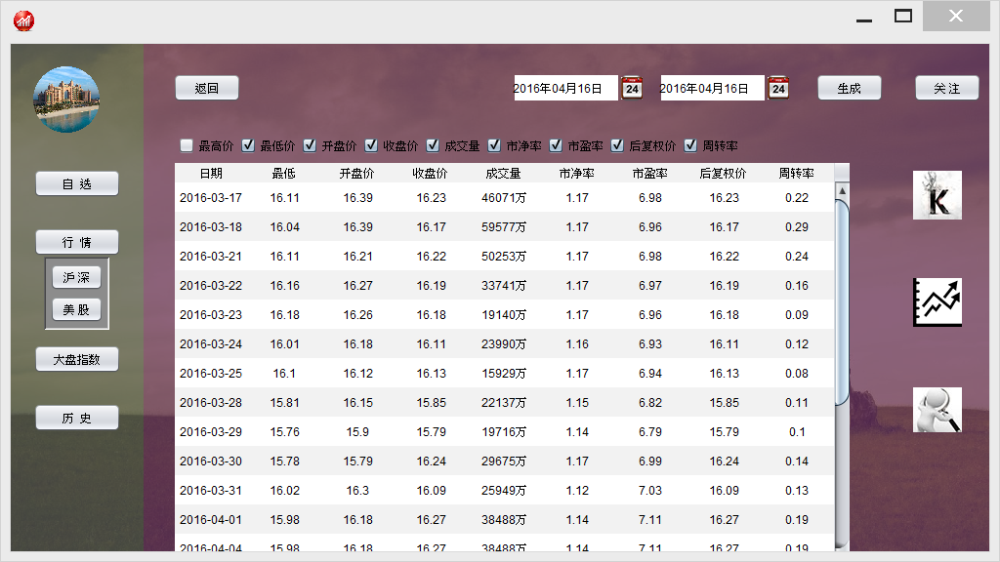 返回 2016年04月16日 24 2016年04月16日 24 生成 关注
最高价 最低价 开盘价 收盘价 成交量 市净率 市盈率 后复权价 周转率
自选
行情
沪深
美股
大盘指数
历史
日期 最低 开盘价 收盘价 成交量 市净率 市盈率 后复权价 周转率
2016-03-17 16.11 16.39 16.23 46071万 1.17 6.98 16.23 0.22
2016-03-18 16.04 16.39 16.17 59577万 1.17 6.96 16.17 0.29
2016-03-21 16.11 16.21 16.22 50253万 1.17 6.98 16.22 0.24
2016-03-22 16.16 16.27 16.19 33741万 1.17 6.97 16.19 0.16
2016-03-23 16.18 16.26 16.18 19140万 1.17 6.96 16.18 0.09
2016-03-24 16.01 16.18 16.11 23990万 1.16 6.93 16.11 0.12
2016-03-25 16.1 16.12 16.13 15929万 1.17 6.94 16.13 0.08
2016-03-28 15.81 16.15 15.85 22137万 1.15 6.82 15.85 0.11
2016-03-29 15.76 15.9 15.79 19716万 1.14 6.79 15.79 0.1
2016-03-30 15.78 15.79 16.24 29675万 1.17 6.99 16.24 0.14
2016-03-31 16.02 16.3 16.09 25949万 1.12 7.03 16.09 0.13
2016-04-01 15.98 16.18 16.27 38488万 1.14 7.11 16.27 0.19
2016-04-04 15.98 16.18 16.27 38488万 1.14 7.11 16.27 0.19
K